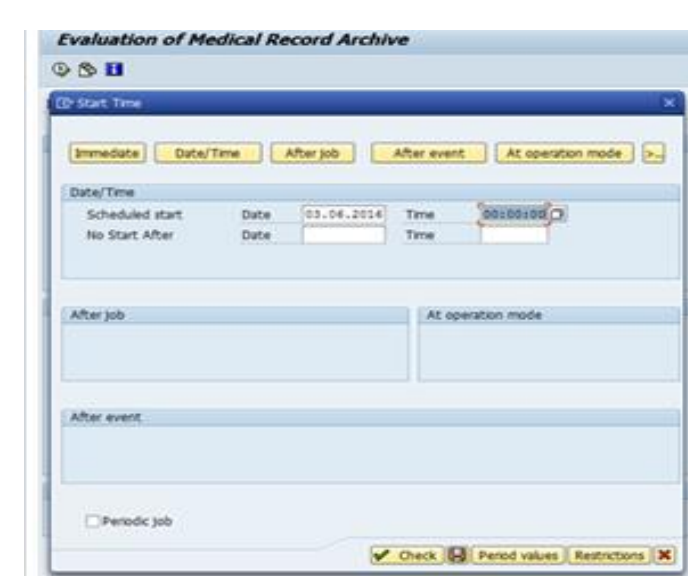 Evaluation of Medical Record Archive
Start Time
Immediate Date/Time After job After event At operation mode >..
Date/Time
Scheduled start Date 03.06.2016 Time 00:00:00
No Start After Date Time
After job At operation mode
After event
Periodic job
Check Period values Restrictions